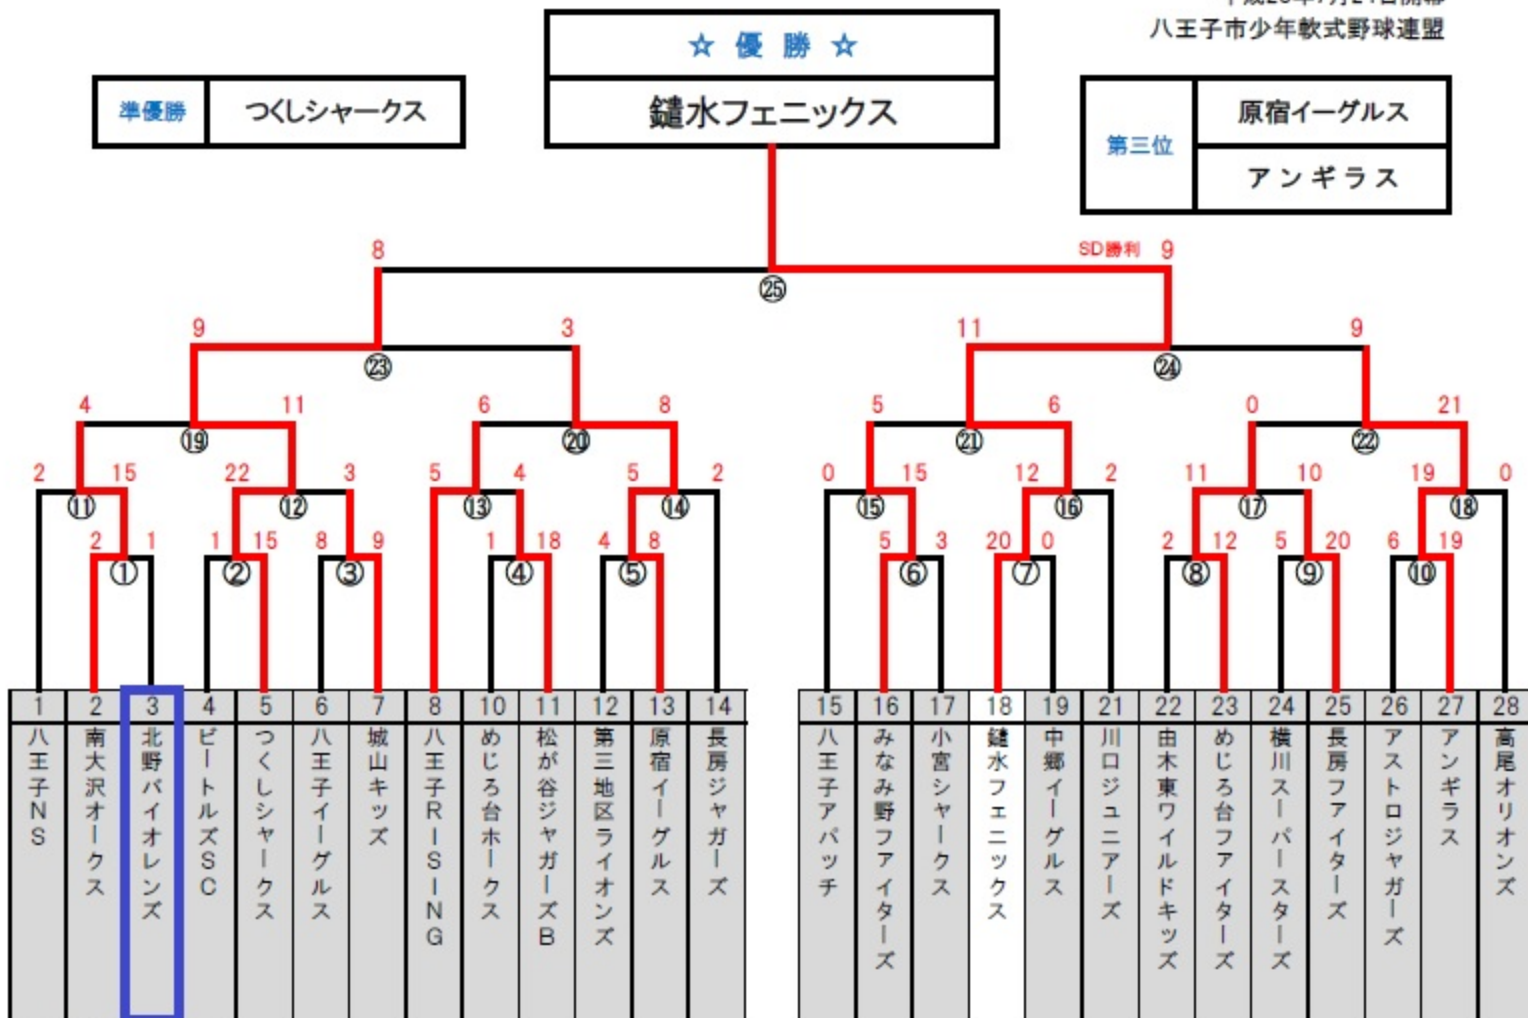 八王子市少年軟式野球連盟
☆ 優 勝 ☆
鑓水フェニックス
準優勝 つくしシャークス
第三位
原宿イーグルス
アンギラス
8 SD勝利 9
㉕
9 3 11 9
㉓ ㉔
4 11 6 8 5 6 0 21
⑲ ⑳ ㉑ ㉒
2 15 22 3 5 4 5 2 0 15 12 2 11 10 19 0
⑪ ⑫ ⑬ ⑭ ⑮ ⑯ ⑰ ⑱
2 1 1 15 8 9 1 18 4 8 5 3 20 0 2 12 5 20 6 19
① ② ③ ④ ⑤ ⑥ ⑦ ⑧ ⑨ ⑩
1 2 3 4 5 6 7 8 10 11 12 13 14 15 16 17 18 19 21 22 23 24 25 26 27 28
八王子NS
南大沢オークス
北野バイオレンズ
ビートルズSC
つくしシャークス
八王子イーグルス
城山キッズ
八王子RISING
めじろ台ホークス
松が谷ジャガーズB
第三地区ライオンズ
原宿イーグルス
長房ジャガーズ
八王子アパッチ
みなみ野ファイターズ
小宮シャークス
鑓水フェニックス
中郷イーグルス
川口ジュニアーズ
由木東ワイルドキッズ
めじろ台ファイターズ
横川スーパースターズ
長房ファイターズ
アストロジャガーズ
アンギラス
高尾オリオンズ